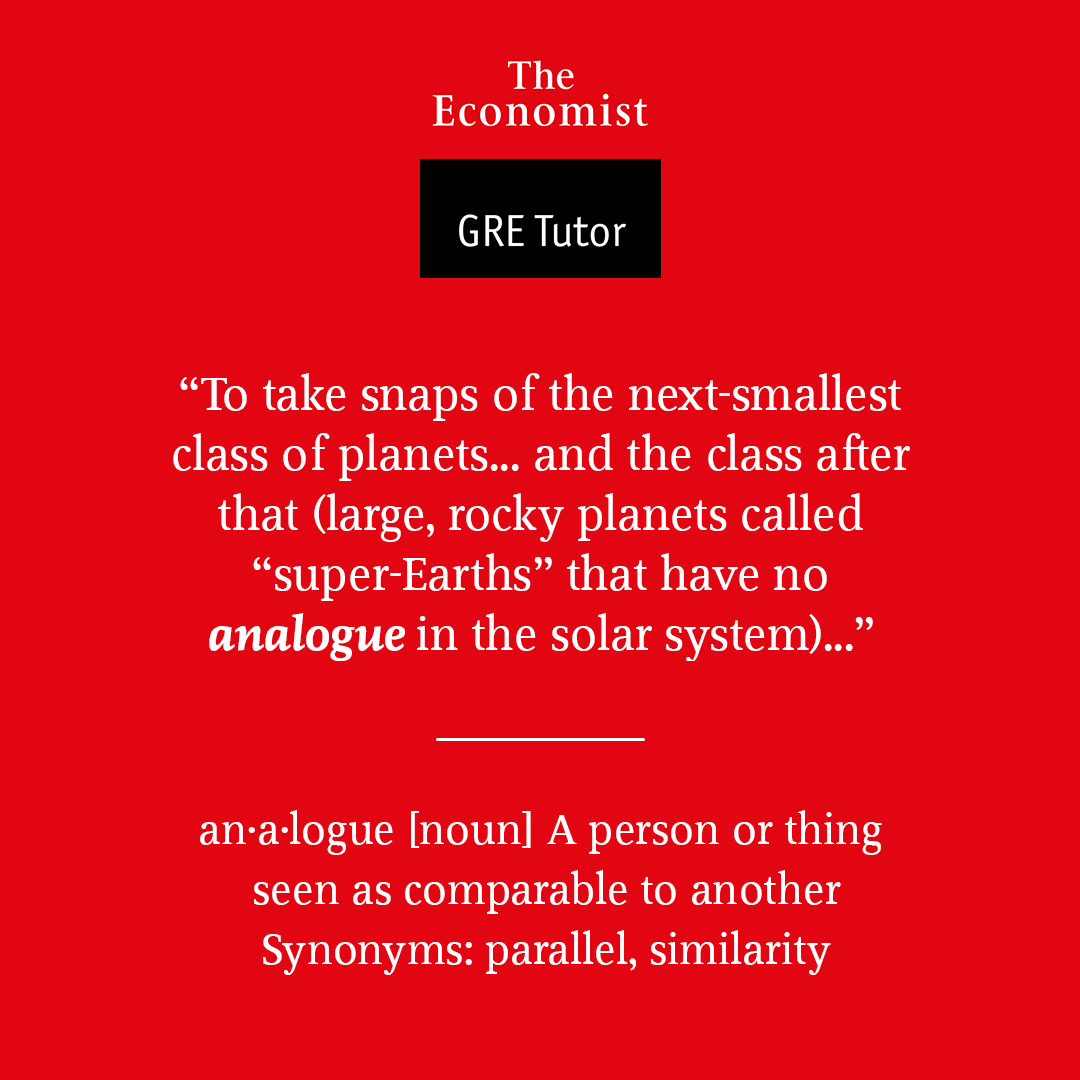 The
Economist
GRE Tutor
“To take snaps of the next-smallest
class of planets... and the class after
that (large, rocky planets called
“super-Earths” that have no
analogue in the solar system)...”
an·a·logue [noun] A person or thing
seen as comparable to another
Synonyms: parallel, similarity